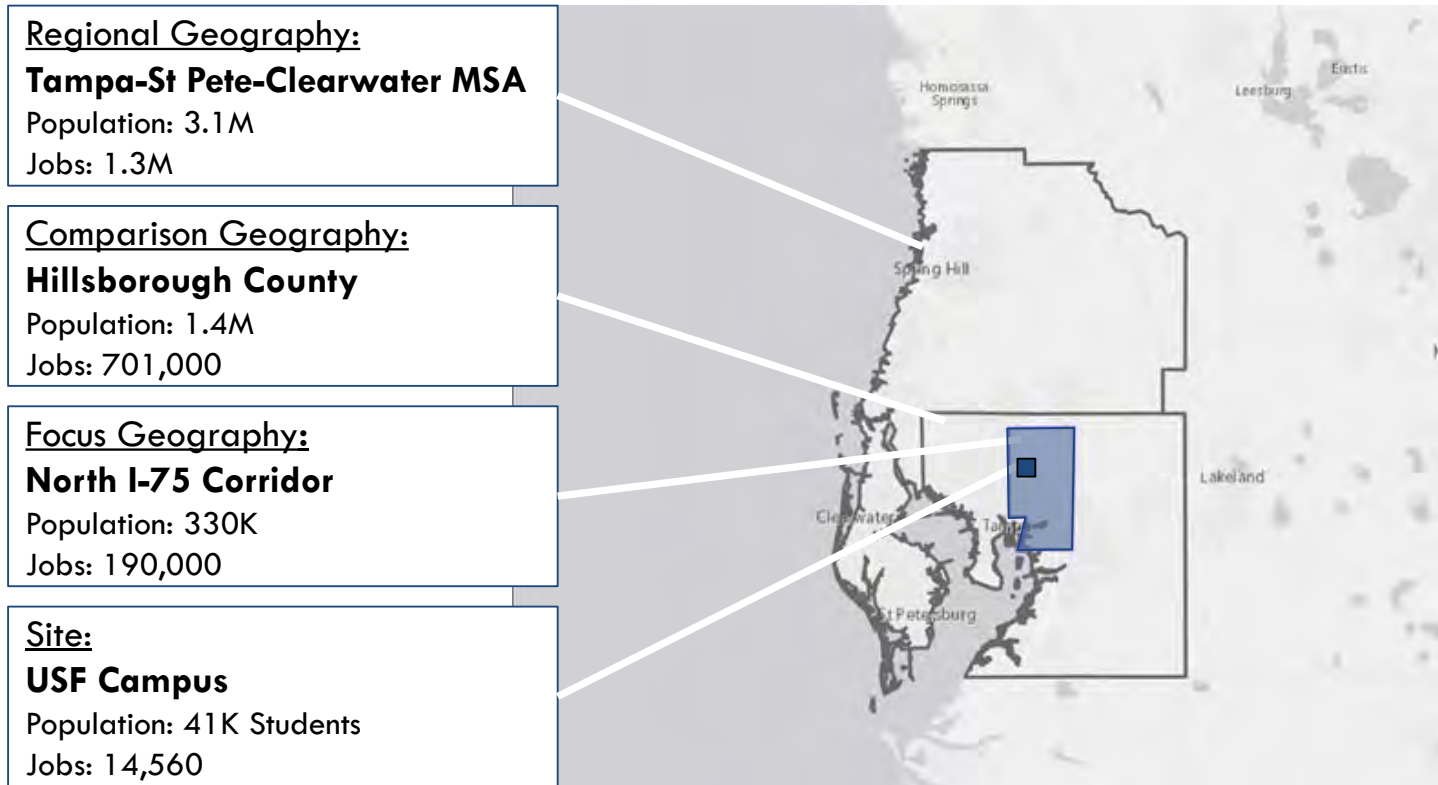 Regional Geography:
Tampa-St Pete-Clearwater MSA
Population: 3.1M
Jobs: 1.3M
Comparison Geography:
Hillsborough County
Population: 1.4M
Jobs: 701,000
Focus Geography:
North I-75 Corridor
Population: 330K
Jobs: 190,000
Site:
USF Campus
Population: 41K Students
Jobs: 14,560
Homosassa
Springs
Leesburg
Eustis
Spring Hill
Lakeland
Clearwater
Tampa
St Petersburg